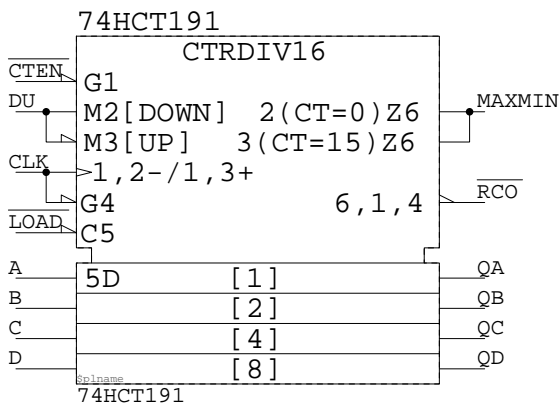 74HCT191
CTRDIV16
CTEN
G1
DU
M2[DOWN] 2(CT=0)Z6
MAXMIN
M3[UP] 3(CT=15)Z6
CLK
1,2-/1,3+
G4
6,1,4
RCO
LOAD
C5
A
5D
[1]
QA
B
[2]
QB
C
[4]
QC
D
[8]
QD
$plname
74HCT191